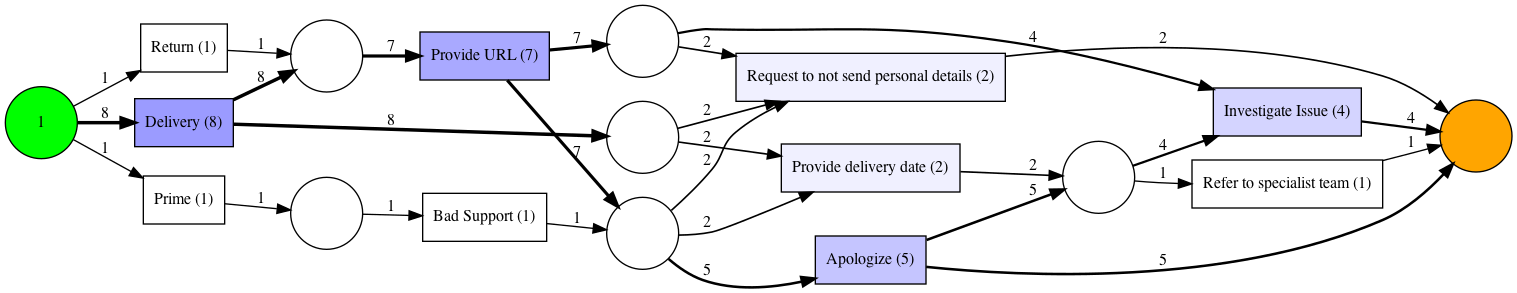 1
1
8
1
Return (1)
Delivery (8)
Prime (1)
1
8
8
1
7
1
Provide URL (7)
Bad Support (1)
7
7
1
4
2
2
2
2
2
5
Request to not send personal details (2)
Provide delivery date (2)
Apologize (5)
2
2
5
5
4
1
Investigate Issue (4)
Refer to specialist team (1)
4
1